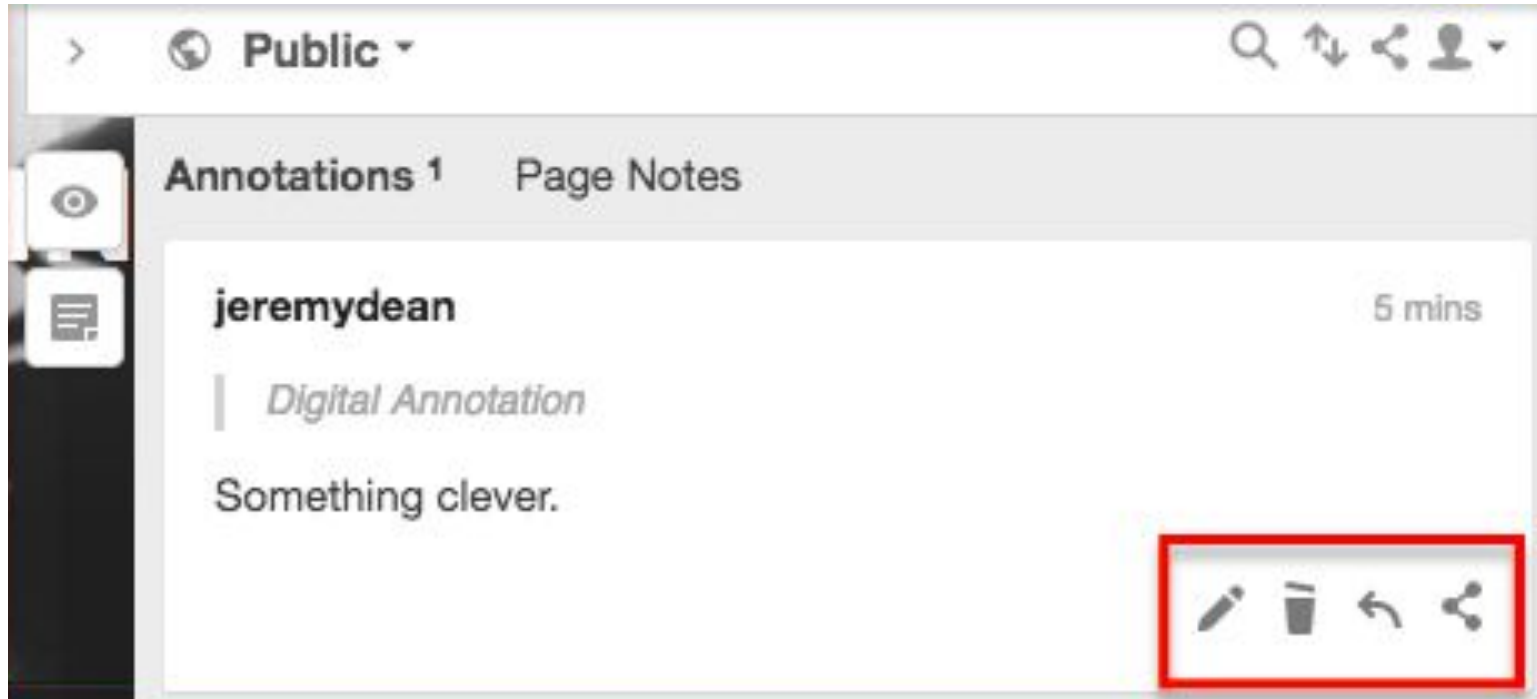 Public
Annotations 1 Page Notes
jeremydean 5 mins
Digital Annotation
Something clever.